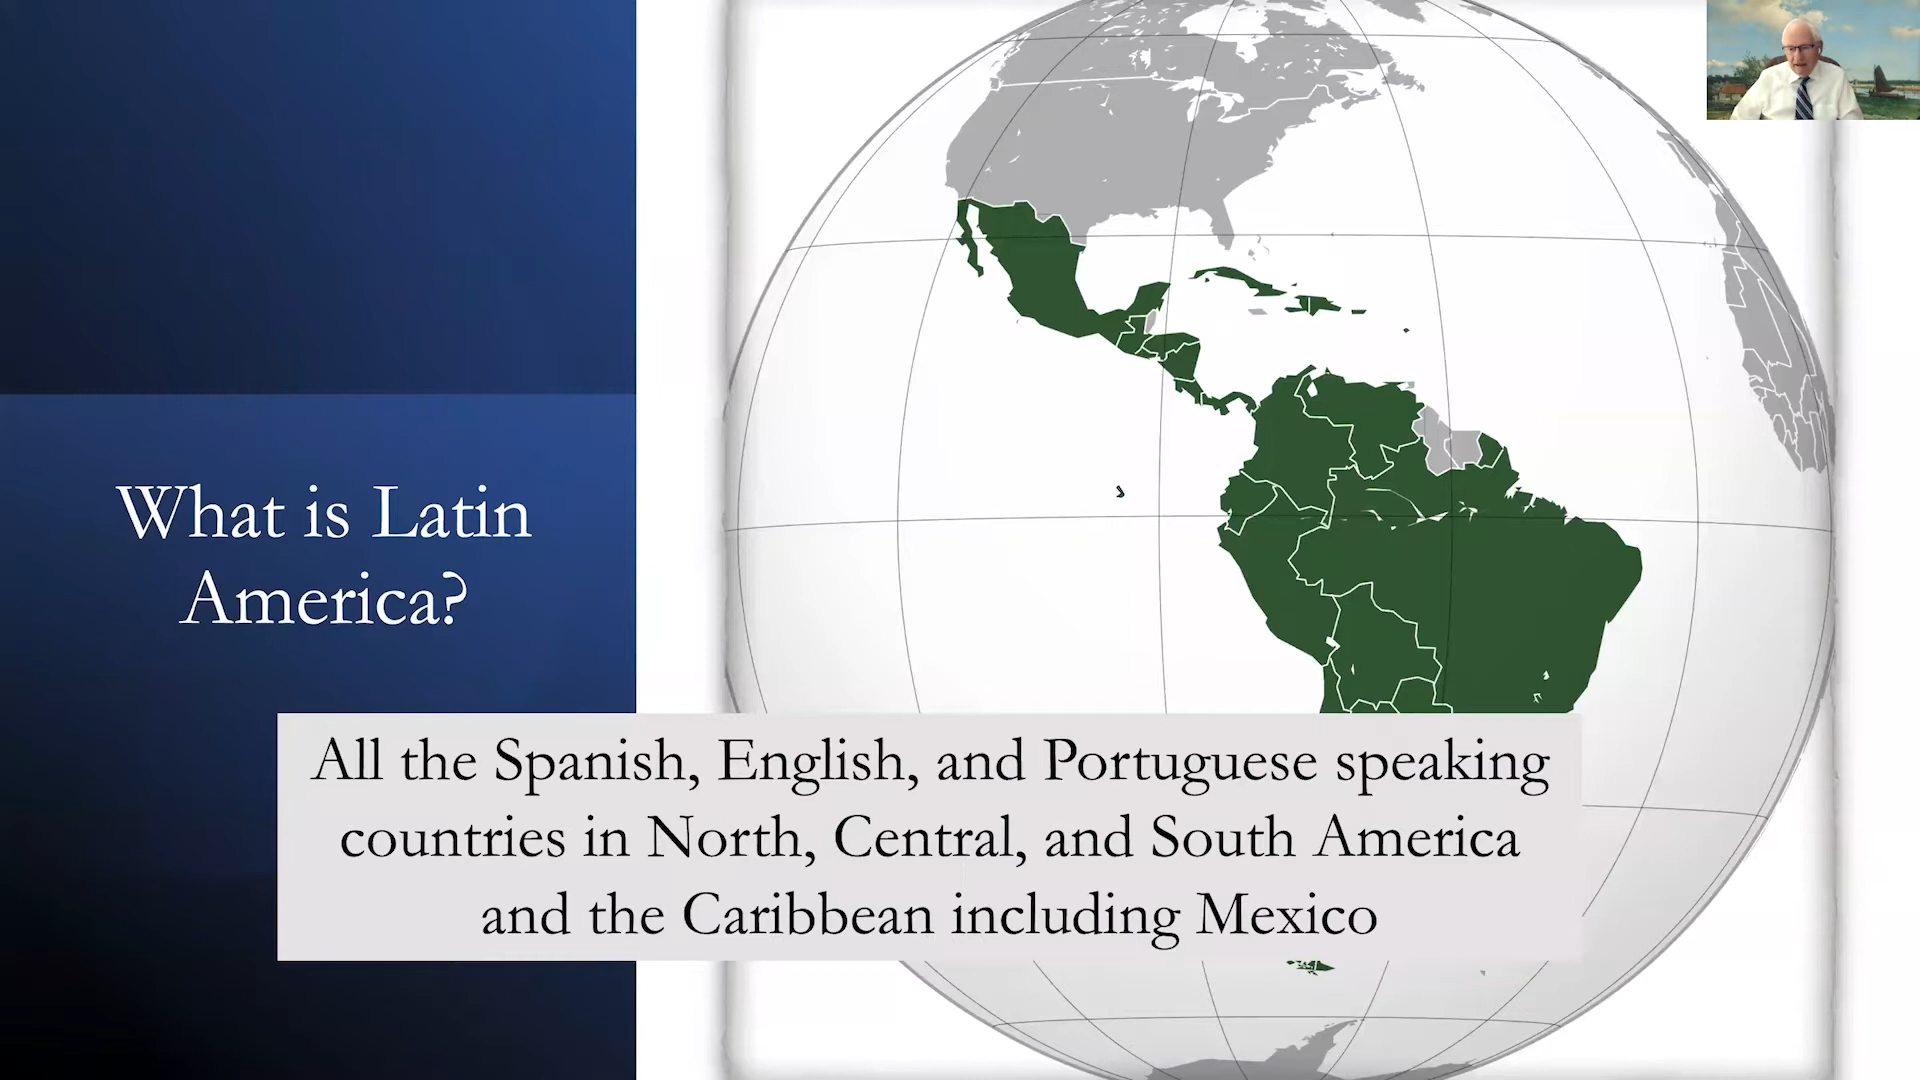 What is Latin
America?
All the Spanish, English, and Portuguese speaking
countries in North, Central, and South America
and the Caribbean including Mexico